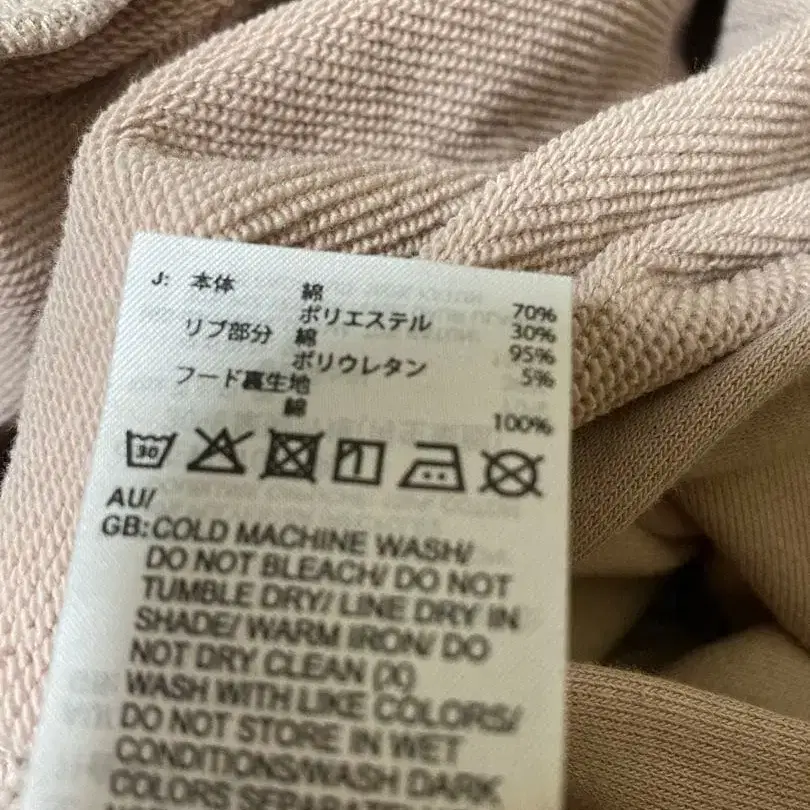 J: 本体 綿 70%
ポリエステル 30%
リブ部分 綿 95%
ポリウレタン 5%
フード裏生地
綿 100%
30
AU/
GB: COLD MACHINE WASH/
DO NOT BLEACH/ DO NOT
TUMBLE DRY/ LINE DRY IN
SHADE/ WARM IRON/ DO
NOT DRY CLEAN (X)
WASH WITH LIKE COLORS/
DO NOT STORE IN WET
CONDITIONS/WASH DARK
COLORS SEPARATELY/